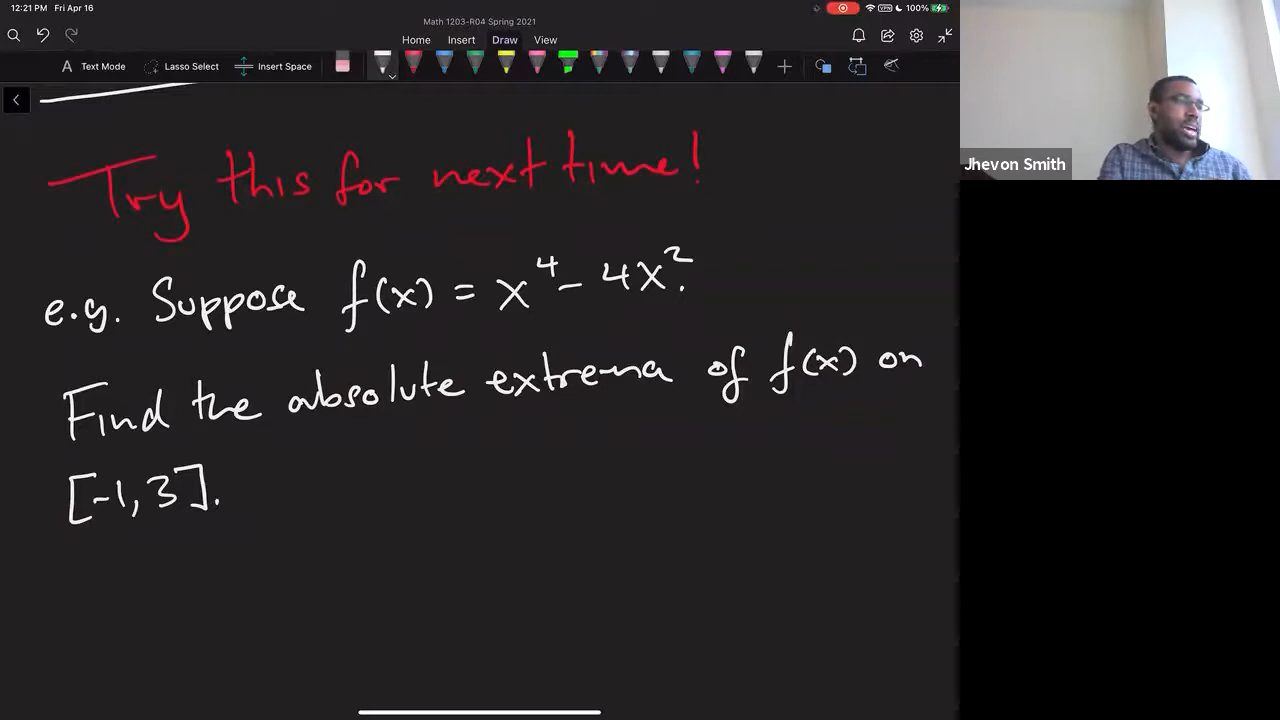 12:21 PM Fri Apr 16
VPN 100%
Math 1203-R04 Spring 2021
Home Insert Draw View
Text Mode Lasso Select Insert Space
Jhevon Smith
Try this for next time!
e.g. Suppose f(x) = x⁴ - 4x².
Find the absolute extrema of f(x) on
[-1, 3].